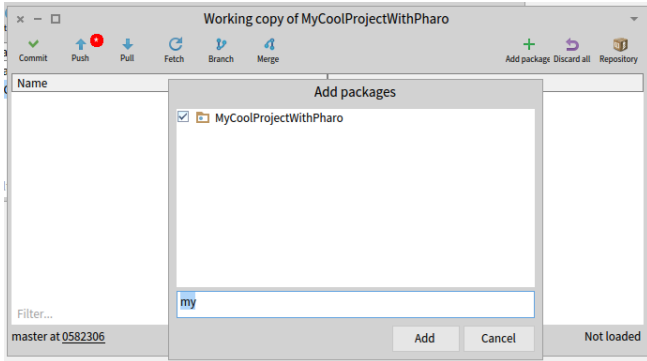 Working copy of MyCoolProjectWithPharo
Commit Push Pull Fetch Branch Merge Add package Discard all Repository
Name
Add packages
MyCoolProjectWithPharo
my
Filter...
Add Cancel
master at 0582306 Not loaded